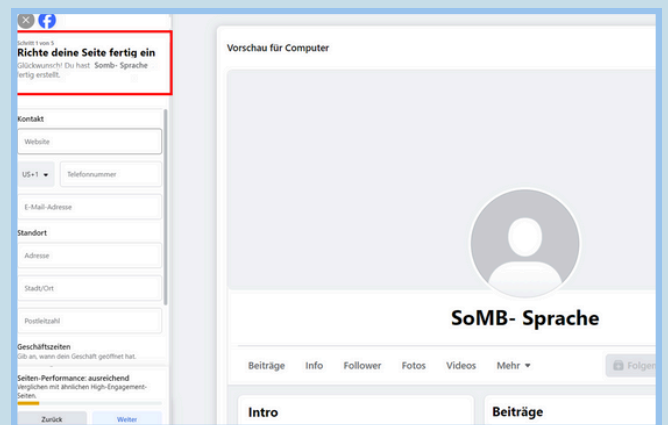 Schritt 1 von 5
Richte deine Seite fertig ein
Glückwunsch! Du hast Somb- Sprache
fertig erstellt.
Kontakt
Website
US+1
Telefonnummer
E-Mail-Adresse
Standort
Adresse
Stadt/Ort
Postleitzahl
Geschäftszeiten
Gib an, wann dein Geschäft geöffnet hat.
Seiten-Performance: ausreichend
Verglichen mit ähnlichen High-Engagement-
Seiten.
Zurück
Weiter
Vorschau für Computer
SoMB- Sprache
Beiträge Info Follower Fotos Videos Mehr
Folgen
Intro
Beiträge